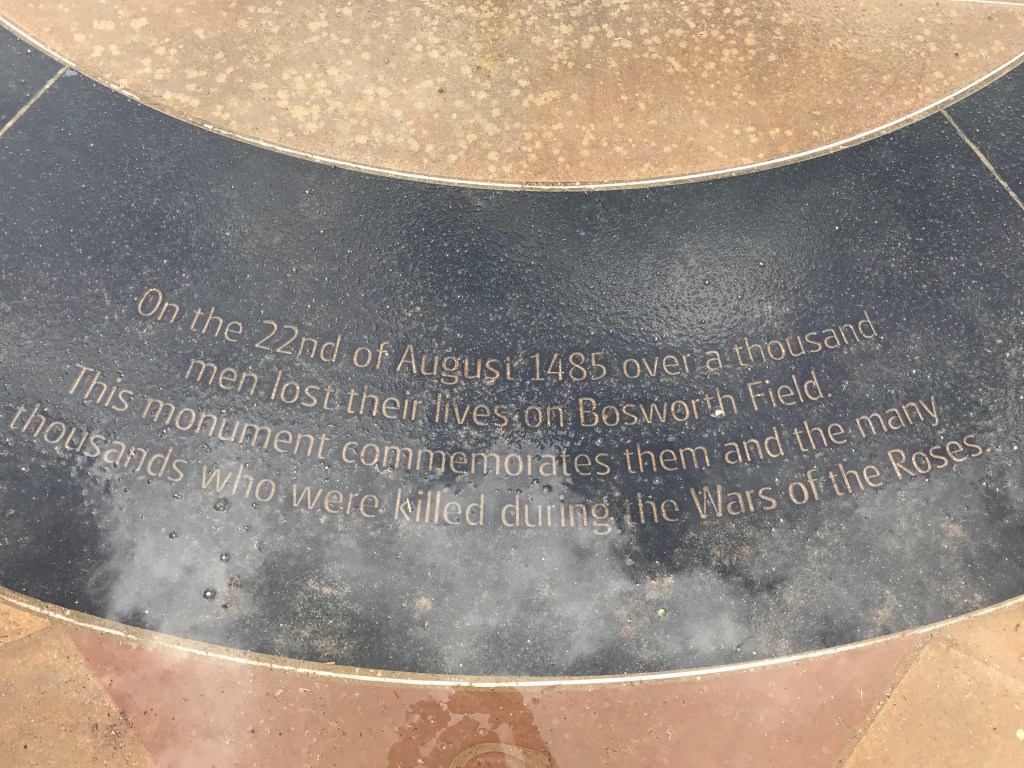 On the 22nd of August 1485 over a thousand
men lost their lives on Bosworth Field.
This monument commemorates them and the many
thousands who were killed during the Wars of the Roses...